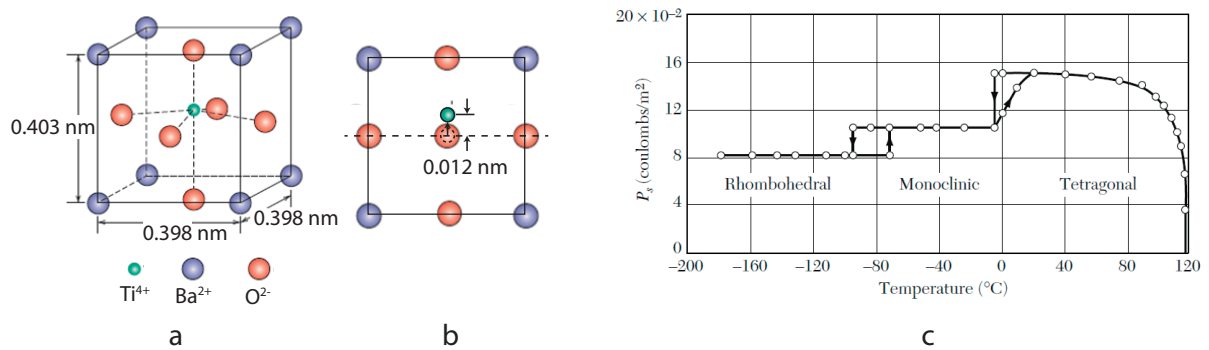 0.403 nm
0.398 nm
0.398 nm
Ti4+
Ba2+
O2-
a
0.012 nm
b
20 × 10−2
16
12
8
4
0
Ps (coulombs/m2)
Rhombohedral
Monoclinic
Tetragonal
−200
−160
−120
−80
−40
0
40
80
120
Temperature (°C)
c